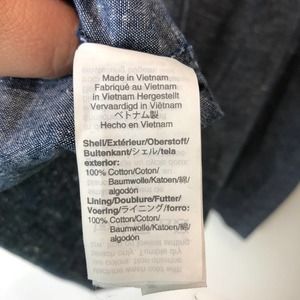 Made in Vietnam
Fabriqué au Vietnam
in Vietnam Hergestellt
Vervaardigd in Viëtnam
ベトナム製
Hecho en Vietnam
Shell/Extérieur/Oberstoff/
Buitenkant/シェル/tela
exterior:
100% Cotton/Coton/
Baumwolle/Katoen/綿/
algodón
Lining/Doublure/Futter/
Voering/ライニング/forro:
100% Cotton/Coton/
Baumwolle/Katoen/綿/
algodón